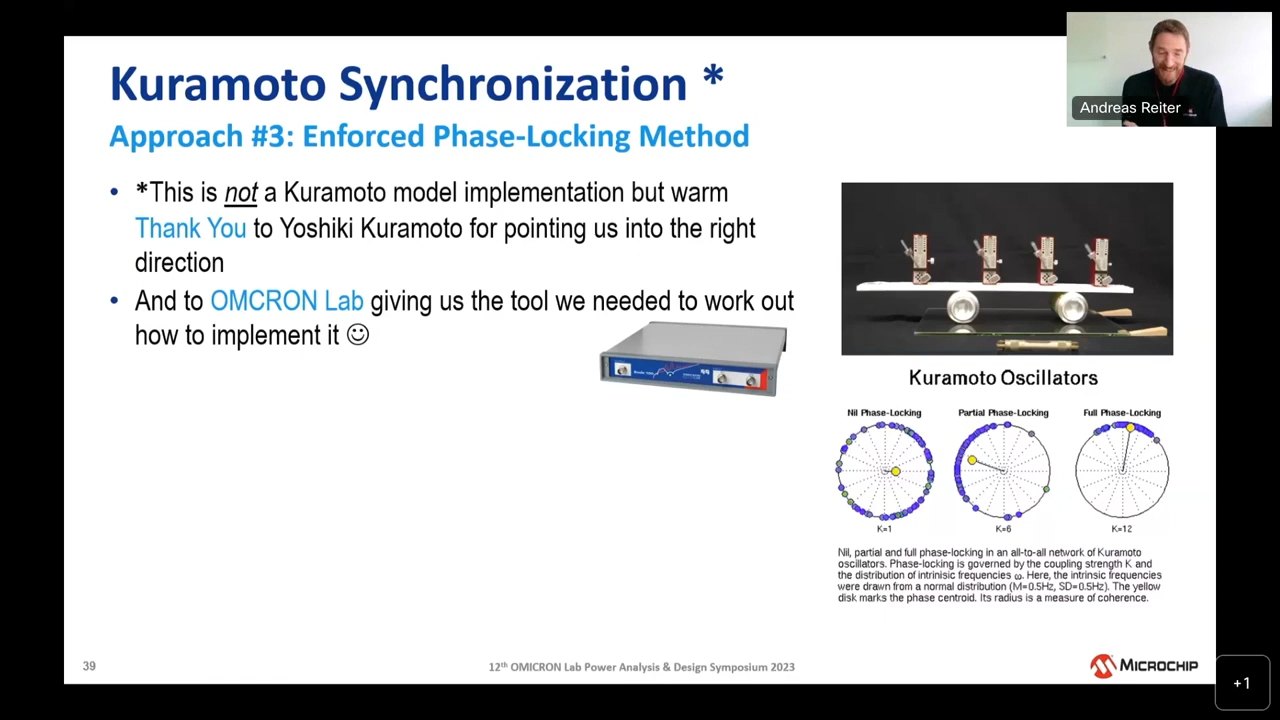 Kuramoto Synchronization *
Approach #3: Enforced Phase-Locking Method
• *This is not a Kuramoto model implementation but warm
Thank You to Yoshiki Kuramoto for pointing us into the right
direction
• And to OMCRON Lab giving us the tool we needed to work out
how to implement it ☺
Andreas Reiter
Kuramoto Oscillators
Nil Phase-Locking
Partial Phase-Locking
Full Phase-Locking
K=1
K=6
K=12
Nil, partial and full phase-locking in an all-to-all network of Kuramoto
oscillators. Phase-locking is governed by the coupling strength K and
the distribution of intrinisic frequencies ω. Here, the intrinsic frequencies
were drawn from a normal distribution (M=0.5Hz, SD=0.5Hz). The yellow
disk marks the phase centroid. Its radius is a measure of coherence.
39
12th OMICRON Lab Power Analysis & Design Symposium 2023
MICROCHIP
+1